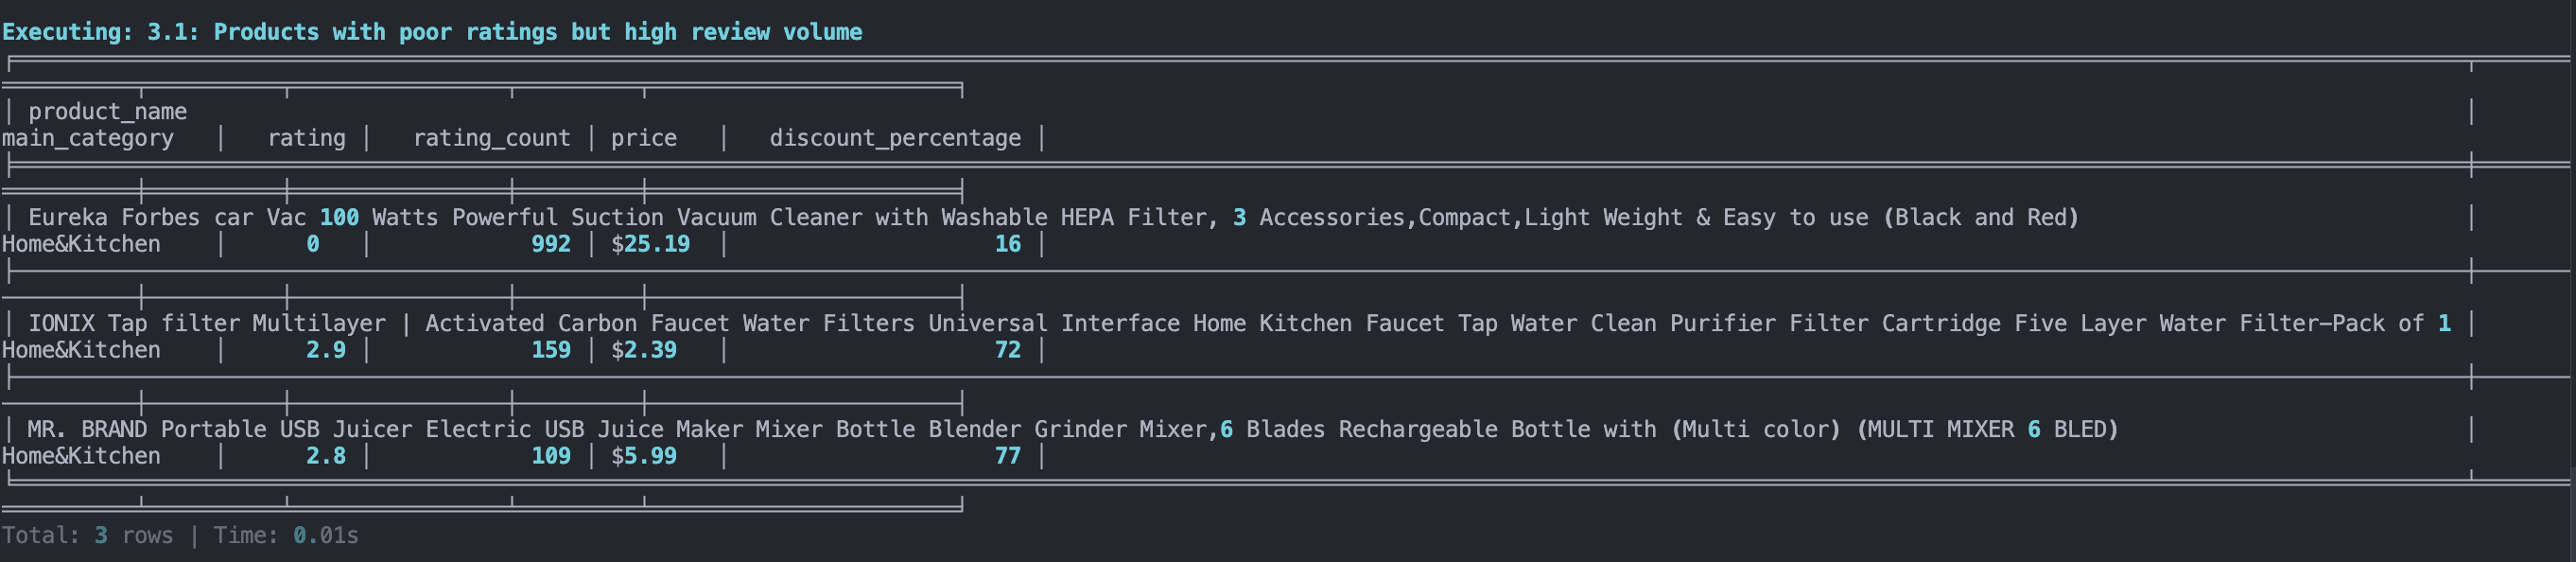 Executing: 3.1: Products with poor ratings but high review volume
│ product_name │
main_category │ rating │ rating_count │ price │ discount_percentage │
│ Eureka Forbes car Vac 100 Watts Powerful Suction Vacuum Cleaner with Washable HEPA Filter, 3 Accessories,Compact,Light Weight & Easy to use (Black and Red) │
Home&Kitchen │ 0 │ 992 │ $25.19 │ 16 │
│ IONIX Tap filter Multilayer | Activated Carbon Faucet Water Filters Universal Interface Home Kitchen Faucet Tap Water Clean Purifier Filter Cartridge Five Layer Water Filter-Pack of 1 │
Home&Kitchen │ 2.9 │ 159 │ $2.39 │ 72 │
│ MR. BRAND Portable USB Juicer Electric USB Juice Maker Mixer Bottle Blender Grinder Mixer,6 Blades Rechargeable Bottle with (Multi color) (MULTI MIXER 6 BLED) │
Home&Kitchen │ 2.8 │ 109 │ $5.99 │ 77 │
Total: 3 rows | Time: 0.01s